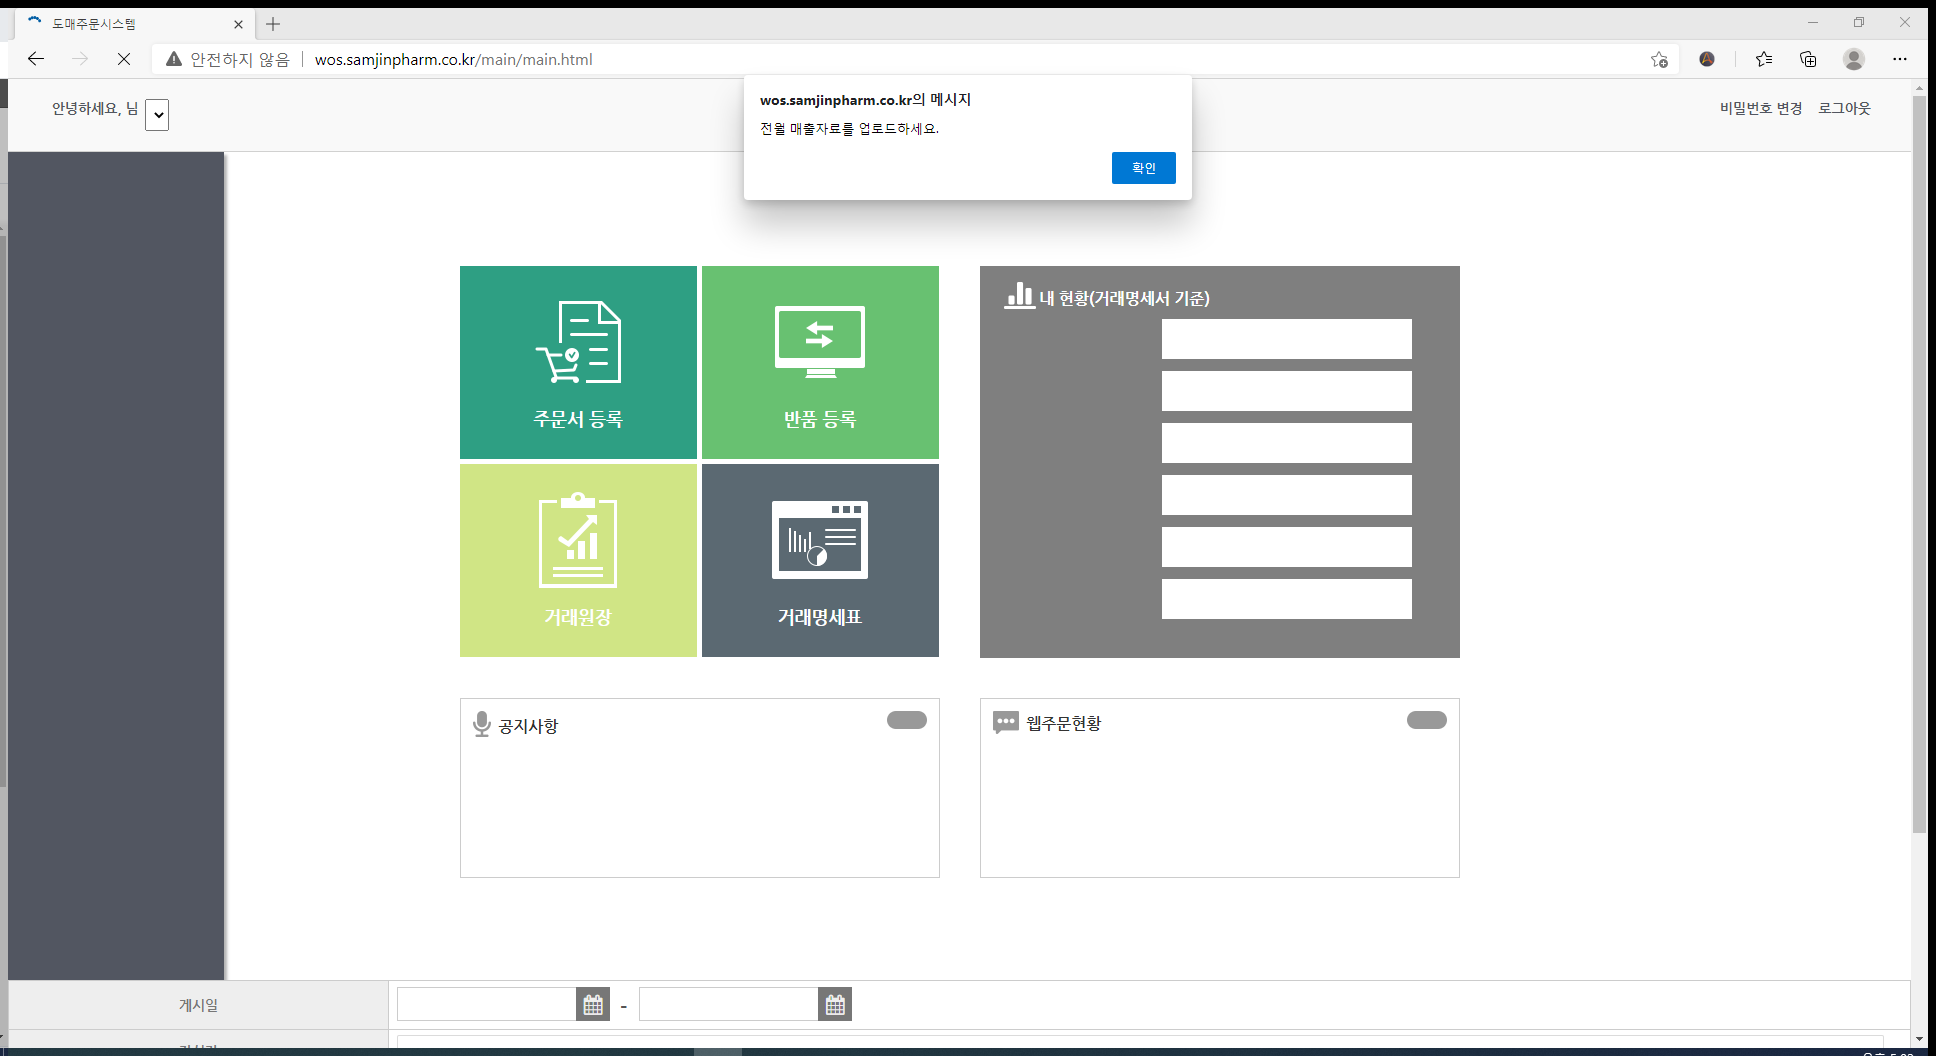 도매주문시스템
안전하지 않음 wos.samjinpharm.co.kr/main/main.html
wos.samjinpharm.co.kr의 메시지
전월 매출자료를 업로드하세요.
확인
안녕하세요, 님
비밀번호 변경 로그아웃
주문서 등록
반품 등록
거래원장
거래명세표
내 현황(거래명세서 기준)
공지사항
웹주문현황
게시일
-